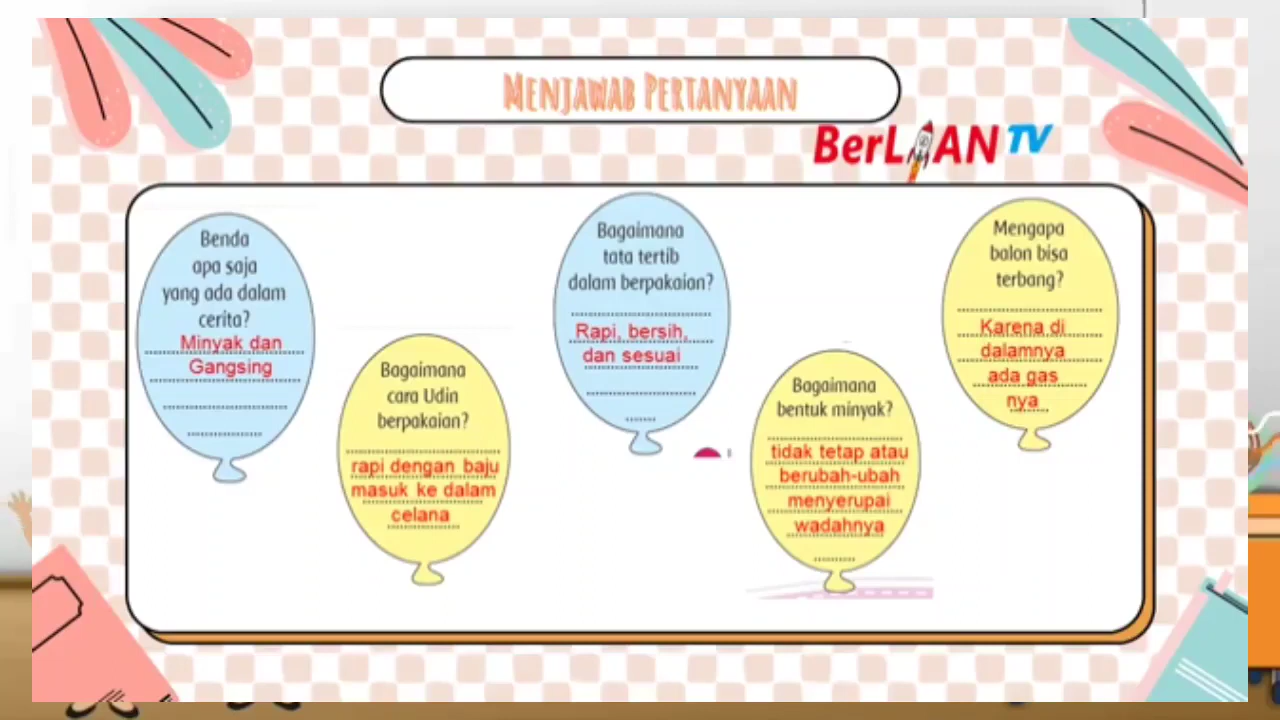 MENJAWAB PERTANYAAN
BerLIAN TV
Benda
apa saja
yang ada dalam
cerita?
Minyak dan
Gangsing
Bagaimana
cara Udin
berpakaian?
rapi dengan baju
masuk ke dalam
celana
Bagaimana
tata tertib
dalam berpakaian?
Rapi, bersih,
dan sesuai
Bagaimana
bentuk minyak?
tidak tetap atau
berubah-ubah
menyerupai
wadahnya
Mengapa
balon bisa
terbang?
Karena di
dalamnya
ada gas
nya